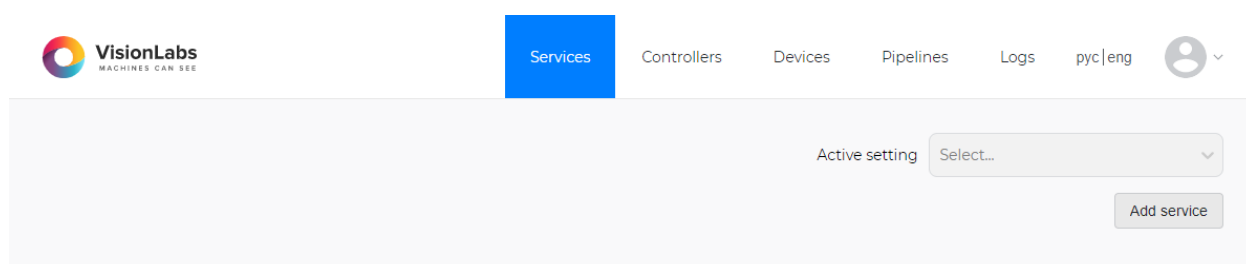 VisionLabs
MACHINES CAN SEE
Services Controllers Devices Pipelines Logs рус|eng
Active setting Select...
Add service